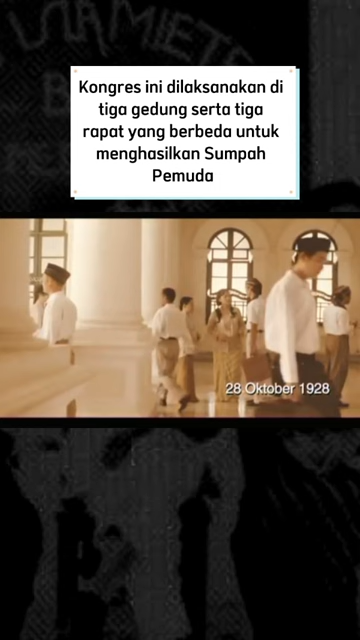 Kongres ini dilaksanakan di
tiga gedung serta tiga
rapat yang berbeda untuk
menghasilkan Sumpah
Pemuda
28 Oktober 1928